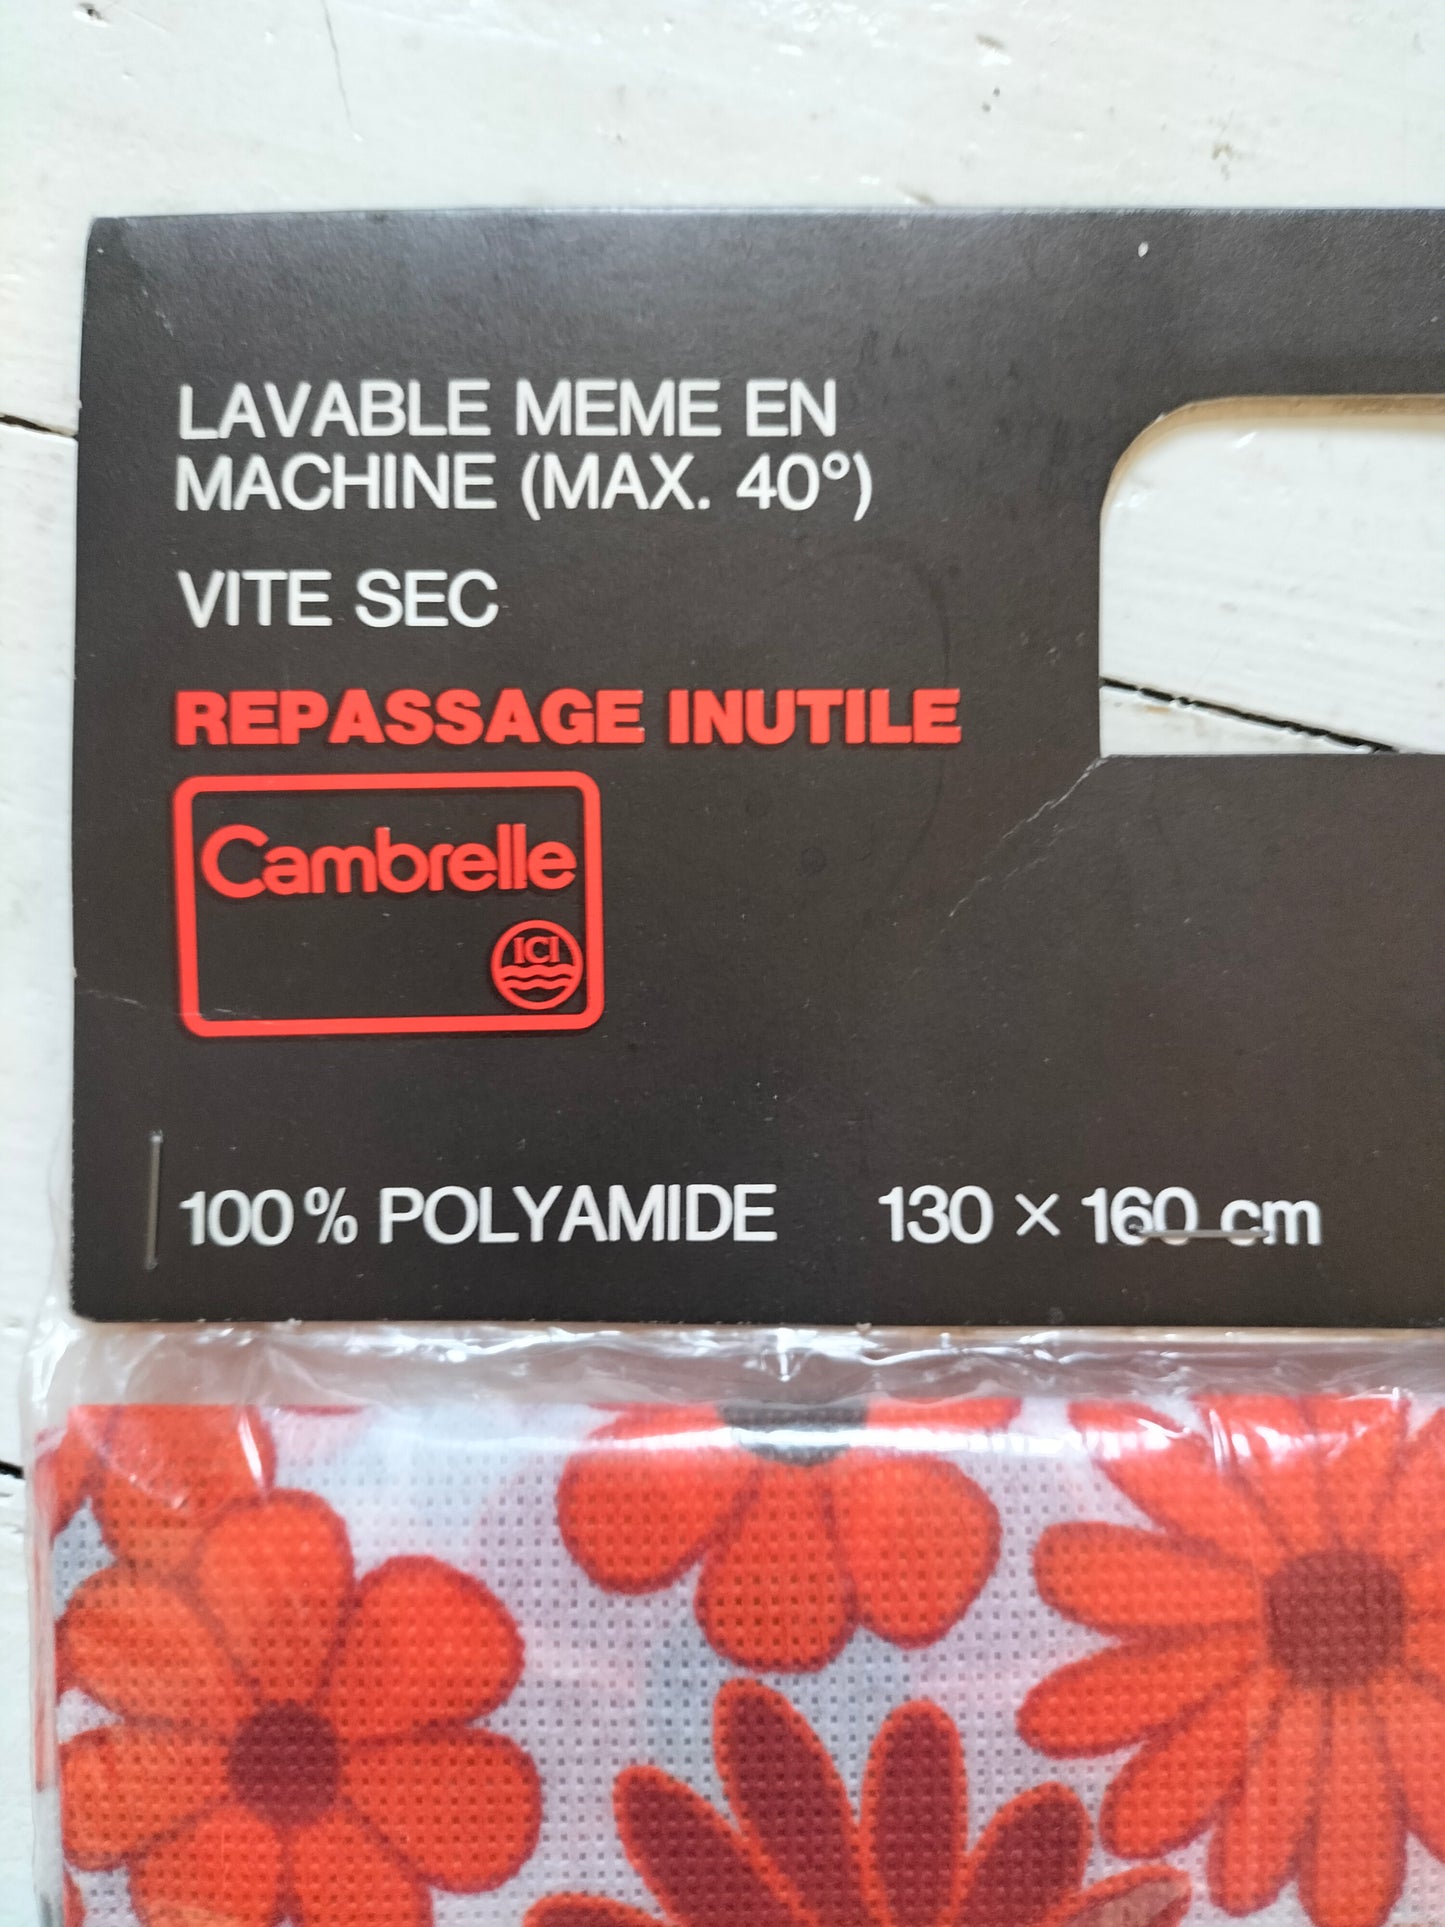 LAVABLE MEME EN
MACHINE (MAX. 40°)
VITE SEC
REPASSAGE INUTILE
Cambrelle
ICI
100% POLYAMIDE 130 × 160 cm